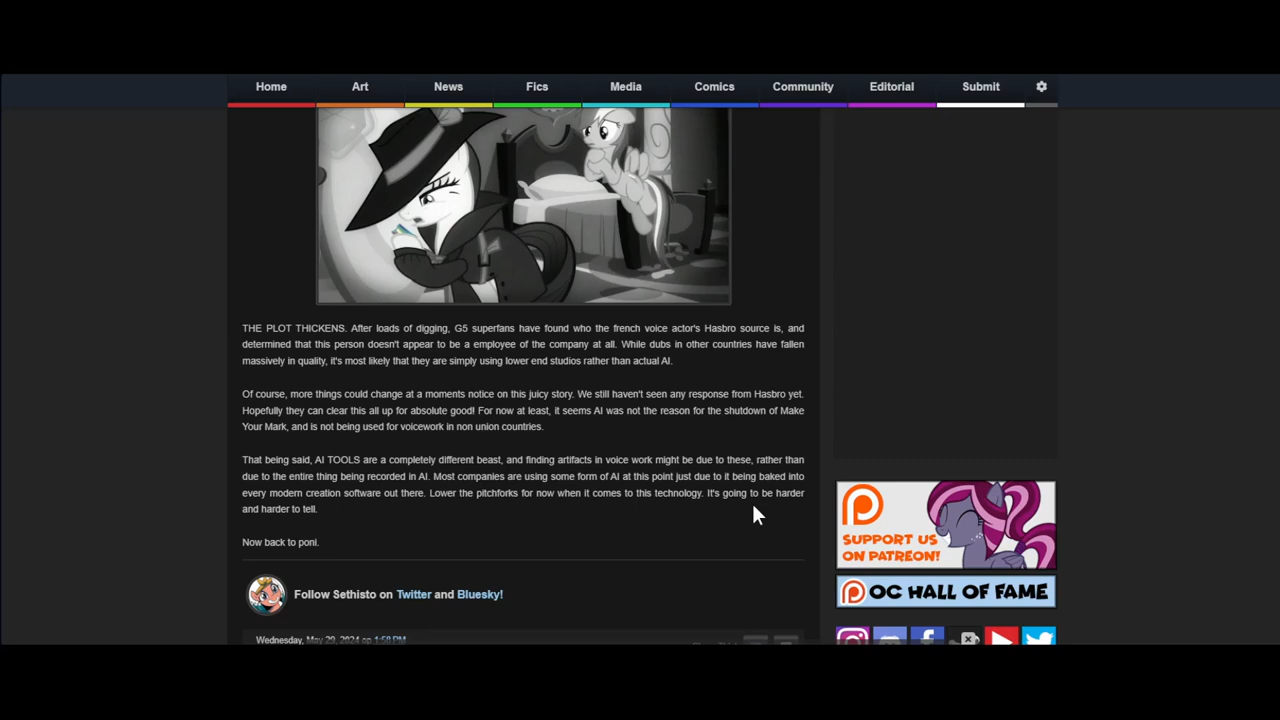 Home Art News Fics Media Comics Community Editorial Submit
THE PLOT THICKENS. After loads of digging, G5 superfans have found who the french voice actor's Hasbro source is, and
determined that this person doesn't appear to be a employee of the company at all. While dubs in other countries have fallen
massively in quality, it's most likely that they are simply using lower end studios rather than actual AI.
Of course, more things could change at a moments notice on this juicy story. We still haven't seen any response from Hasbro yet.
Hopefully they can clear this all up for absolute good! For now at least, it seems AI was not the reason for the shutdown of Make
Your Mark, and is not being used for voicework in non union countries.
That being said, AI TOOLS are a completely different beast, and finding artifacts in voice work might be due to these, rather than
due to the entire thing being recorded in AI. Most companies are using some form of AI at this point just due to it being baked into
every modern creation software out there. Lower the pitchforks for now when it comes to this technology. It's going to be harder
and harder to tell.
Now back to poni.
Follow Sethisto on Twitter and Bluesky!
Wednesday, May 29, 2024 op 1:58 PM
SUPPORT US
ON PATREON!
OC HALL OF FAME